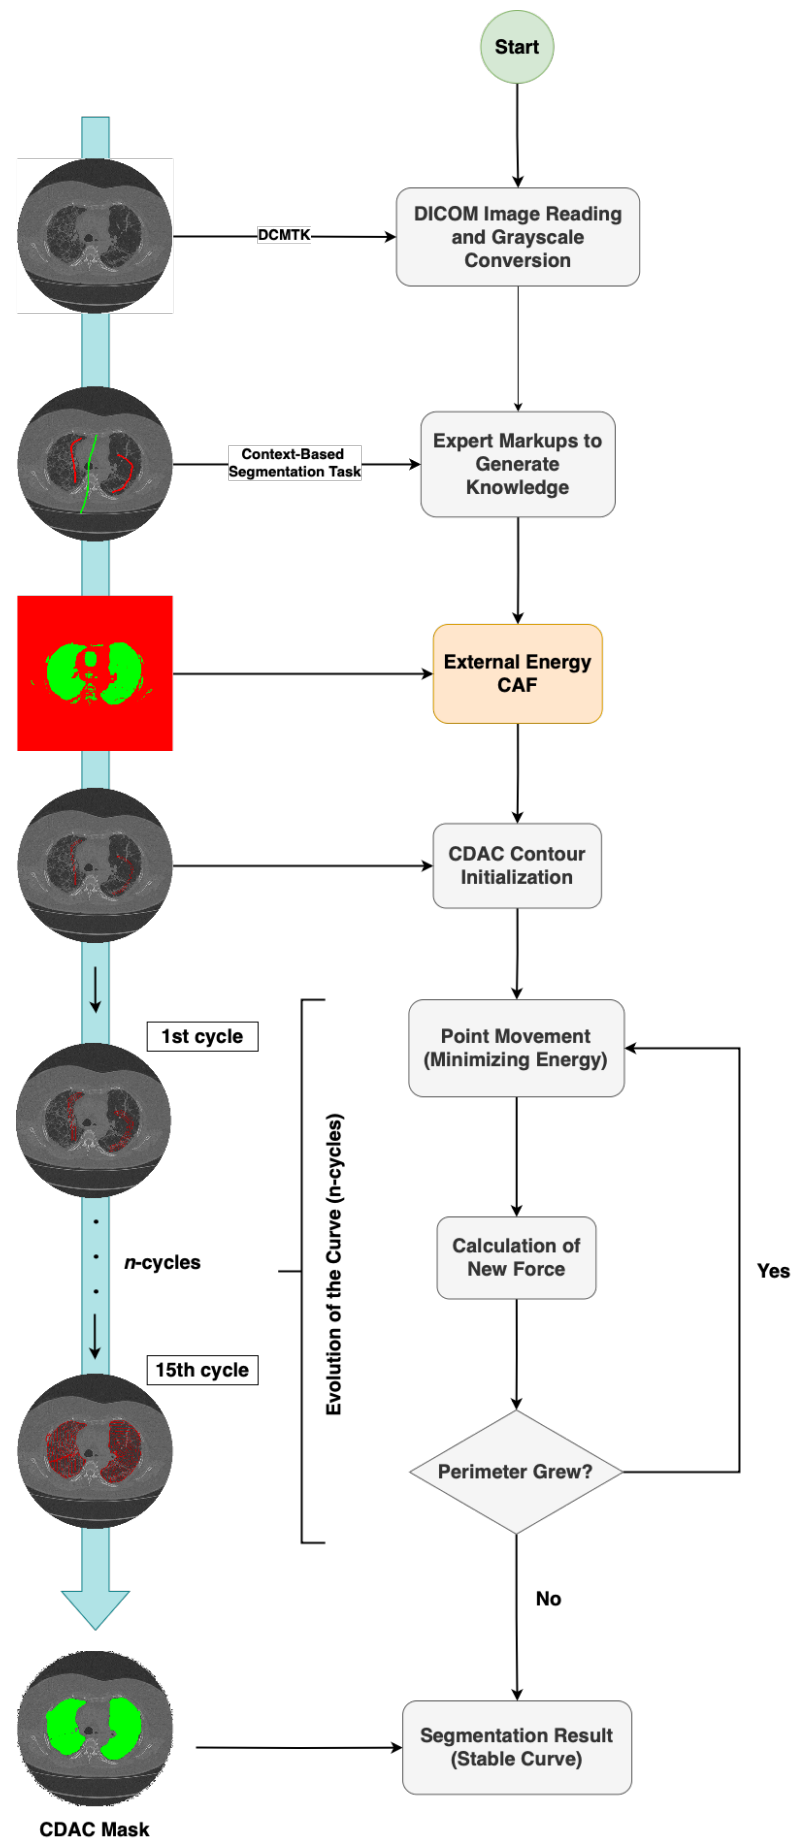 Start
DCMTK
DICOM Image Reading
and Grayscale
Conversion
Context-Based
Segmentation Task
Expert Markups to
Generate
Knowledge
External Energy
CAF
CDAC Contour
Initialization
1st cycle
Point Movement
(Minimizing Energy)
n-cycles
Evolution of the Curve (n-cycles)
Calculation of
New Force
Yes
15th cycle
Perimeter Grew?
No
Segmentation Result
(Stable Curve)
CDAC Mask